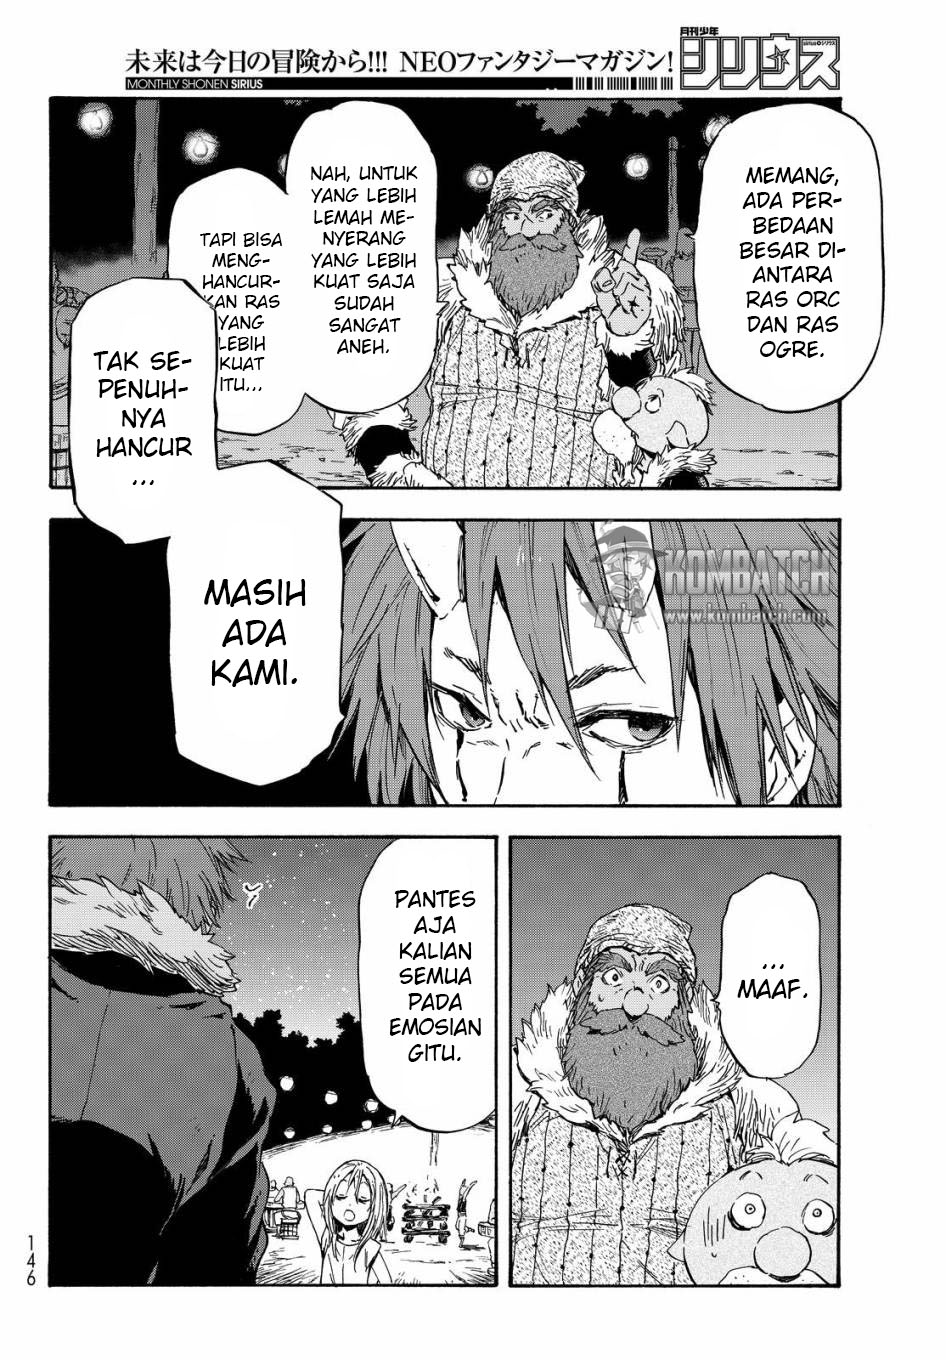 未来は今日の冒険から!!! NEOファンタジーマガジン!
月刊少年
シリウス
MONTHLY SHONEN SIRIUS
MEMANG,
ADA PER-
BEDAAN
BESAR DI-
ANTARA
RAS ORC
DAN RAS
OGRE.
NAH, UNTUK
YANG LEBIH
LEMAH ME-
NYERANG
YANG LEBIH
KUAT SAJA
SUDAH
SANGAT
ANEH.
TAPI BISA
MENG-
HANCUR-
KAN RAS
YANG
LEBIH
KUAT
ITU...
TAK SE-
PENUH-
NYA
HANCUR
...
MASIH
ADA
KAMI.
KOMBATCH
www.kombatch.com
...
MAAF.
PANTES
AJA
KALIAN
SEMUA
PADA
EMOSIAN
GITU.
146